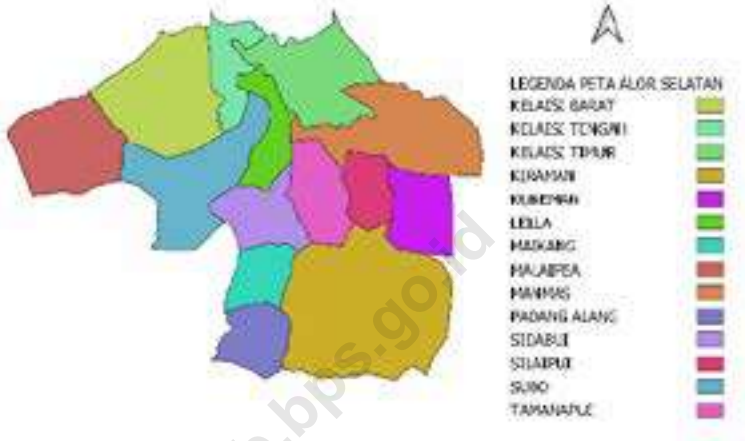 LEGENDA PETA ALOR SELATAN
KELAISI BARAT
KELAISI TENGAH
KELAISI TIMUR
KIRAMAN
KUNEMAN
LELLA
MAIKANG
MALAIPEA
MANMAS
PADANG ALANG
SIDABUI
SILAIPUI
SUBO
TAMANAPUI
.bps.go.id